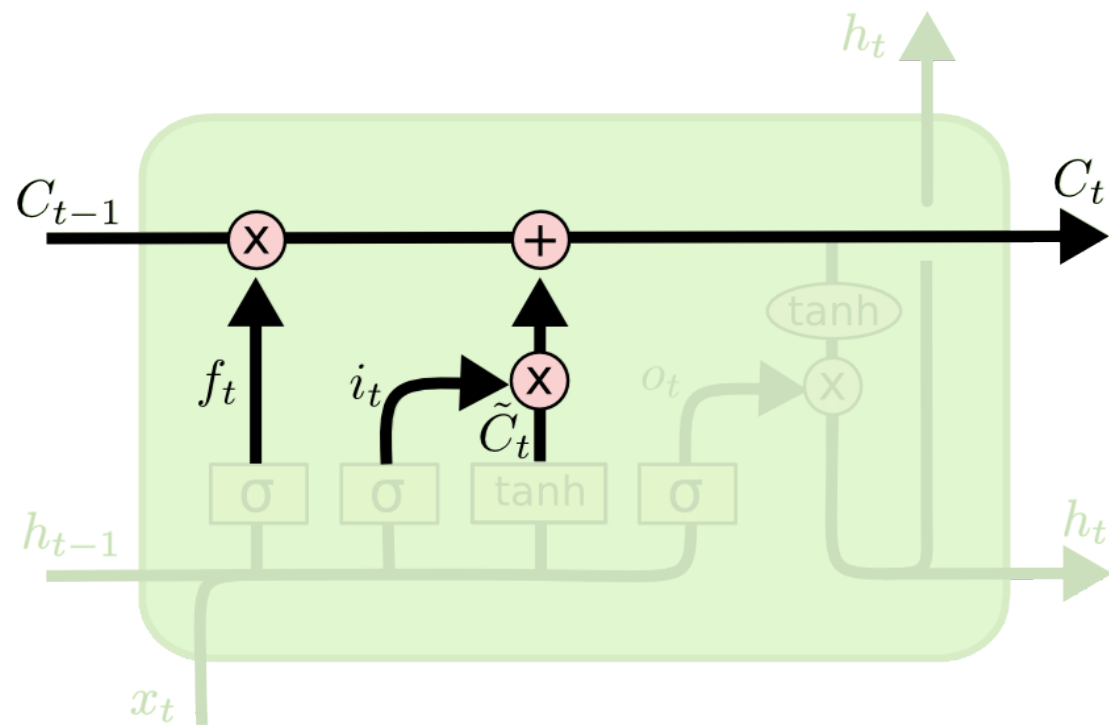 h_t
C_{t-1}
x
+
C_t
tanh
f_t
i_t
x
o_t
x
C̃_t
σ
σ
tanh
σ
h_{t-1}
h_t
x_t